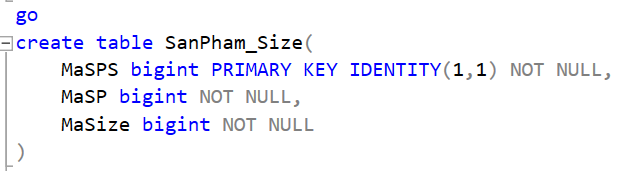 go
create table SanPham_Size(
    MaSPS bigint PRIMARY KEY IDENTITY(1,1) NOT NULL,
    MaSP bigint NOT NULL,
    MaSize bigint NOT NULL
)